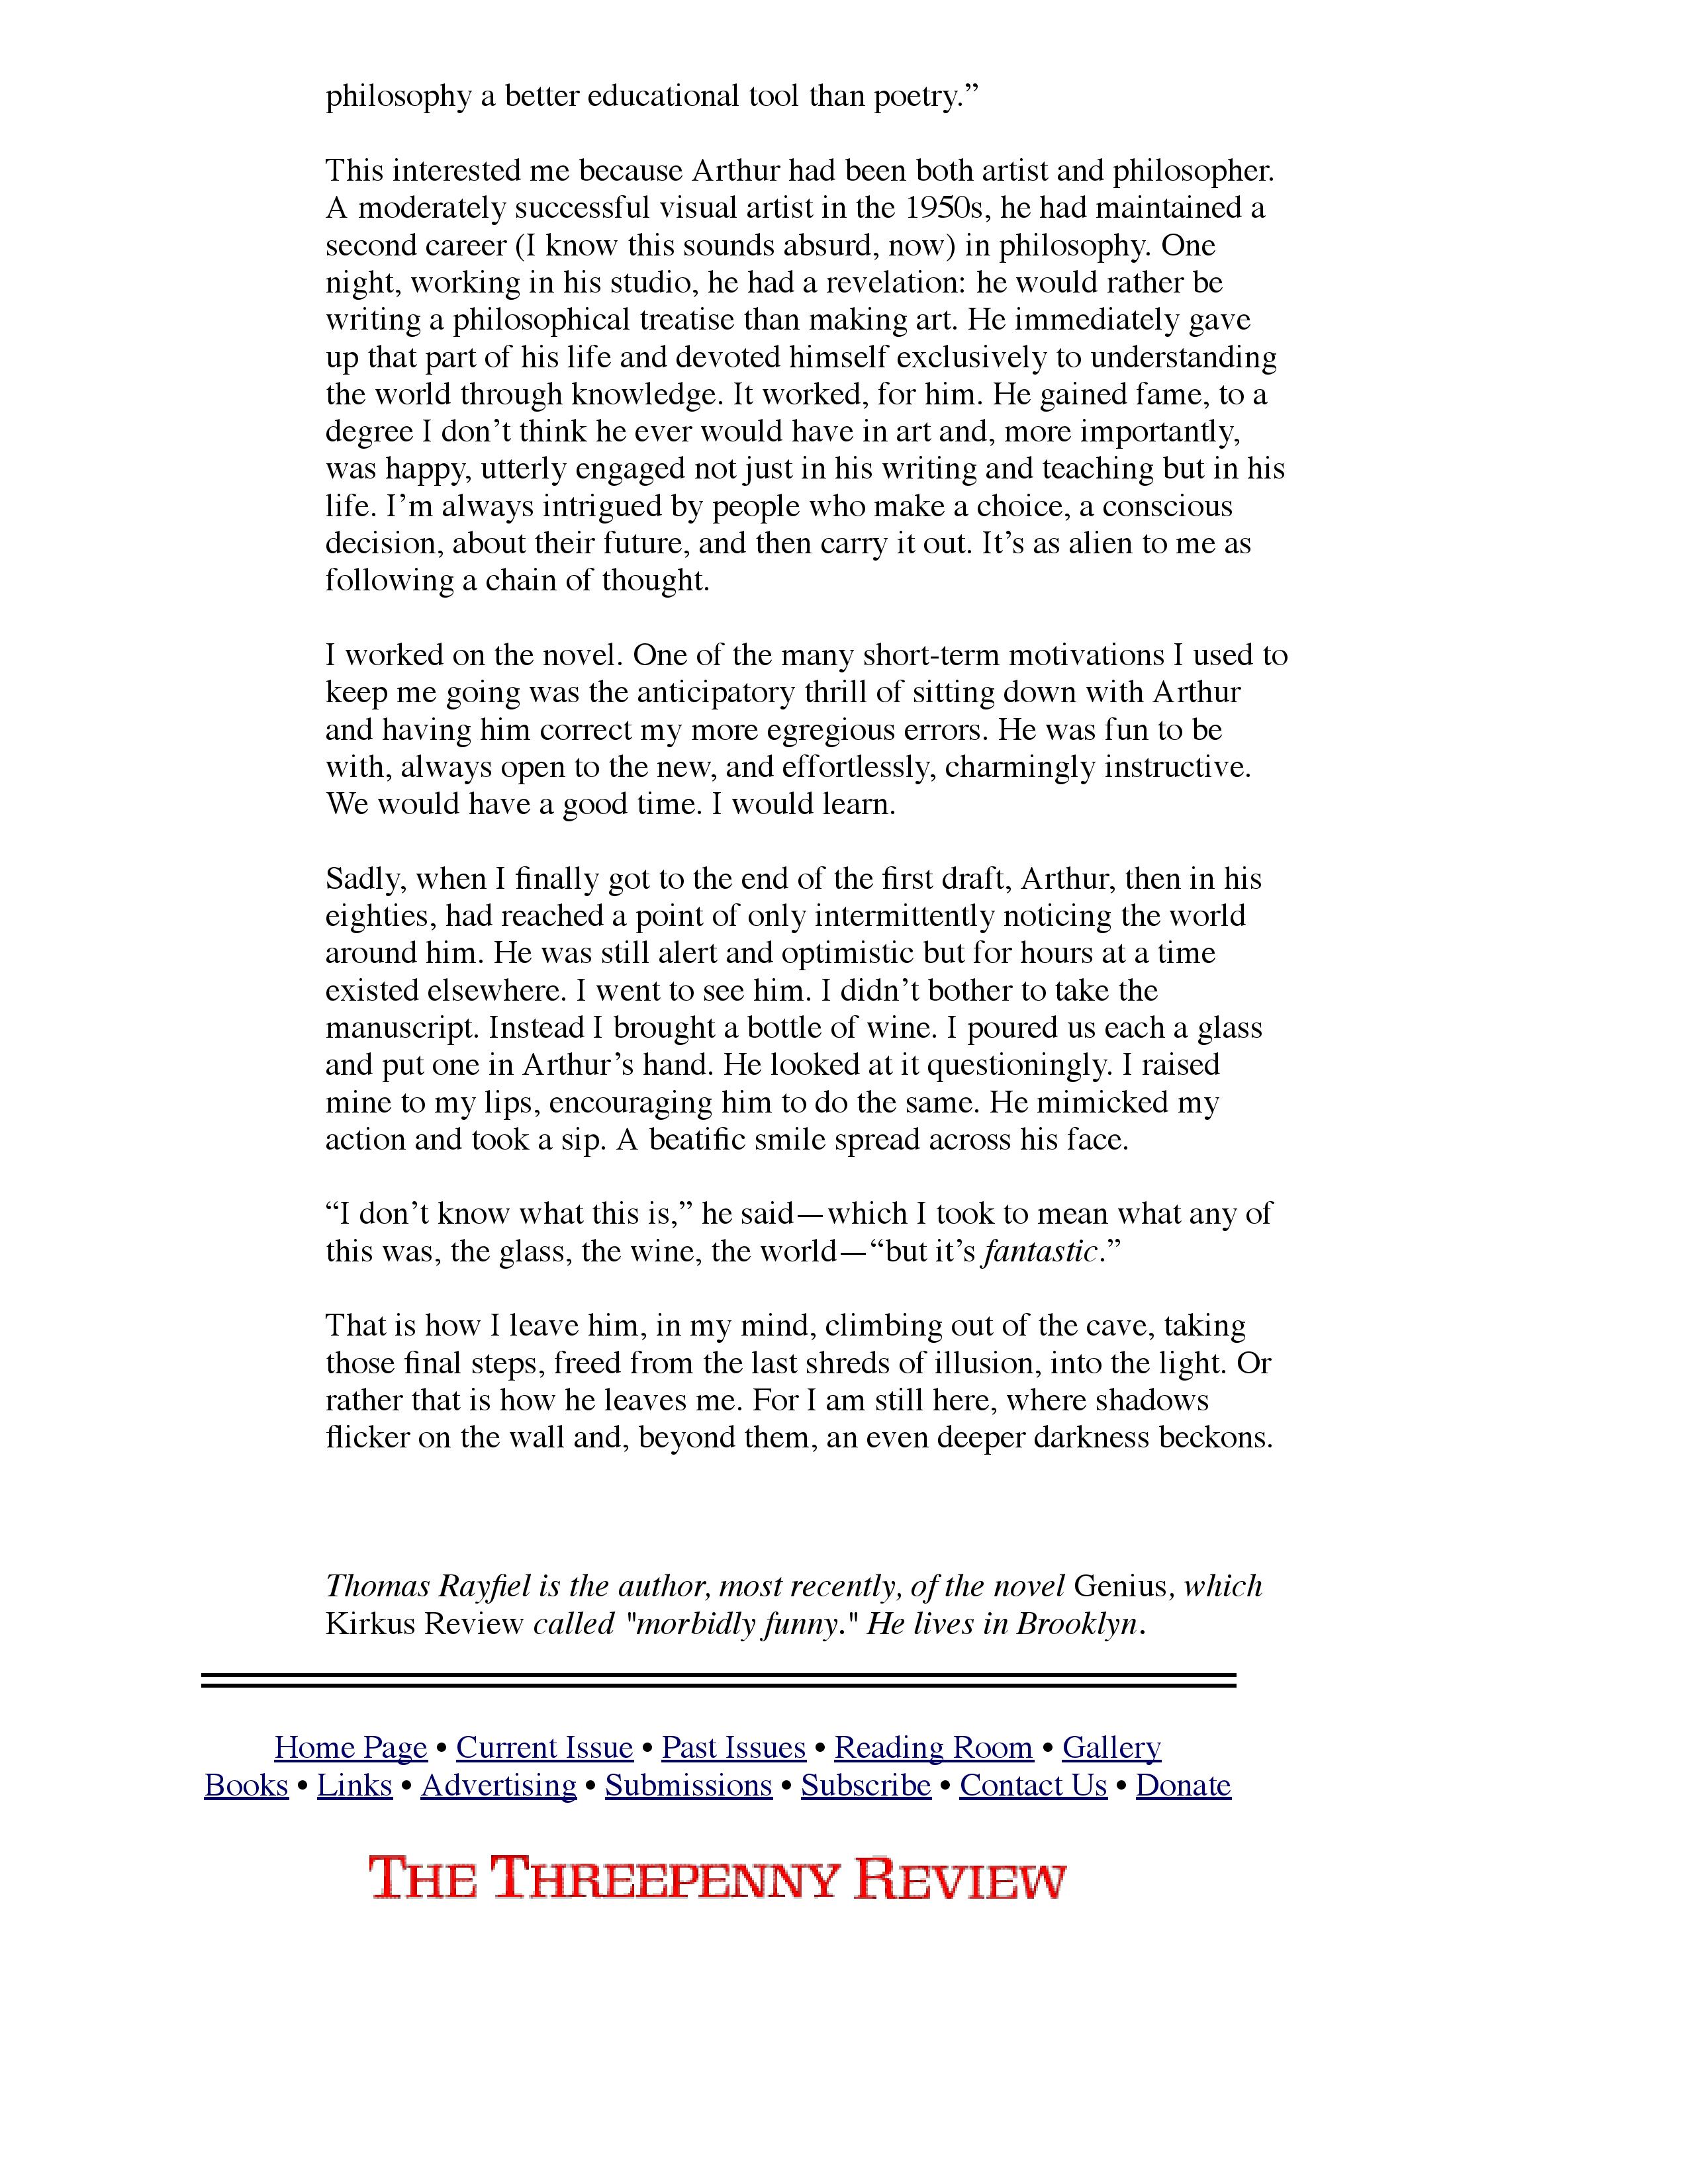 philosophy a better educational tool than poetry.”
This interested me because Arthur had been both artist and philosopher.
A moderately successful visual artist in the 1950s, he had maintained a
second career (I know this sounds absurd, now) in philosophy. One
night, working in his studio, he had a revelation: he would rather be
writing a philosophical treatise than making art. He immediately gave
up that part of his life and devoted himself exclusively to understanding
the world through knowledge. It worked, for him. He gained fame, to a
degree I don’t think he ever would have in art and, more importantly,
was happy, utterly engaged not just in his writing and teaching but in his
life. I’m always intrigued by people who make a choice, a conscious
decision, about their future, and then carry it out. It’s as alien to me as
following a chain of thought.
I worked on the novel. One of the many short-term motivations I used to
keep me going was the anticipatory thrill of sitting down with Arthur
and having him correct my more egregious errors. He was fun to be
with, always open to the new, and effortlessly, charmingly instructive.
We would have a good time. I would learn.
Sadly, when I finally got to the end of the first draft, Arthur, then in his
eighties, had reached a point of only intermittently noticing the world
around him. He was still alert and optimistic but for hours at a time
existed elsewhere. I went to see him. I didn’t bother to take the
manuscript. Instead I brought a bottle of wine. I poured us each a glass
and put one in Arthur’s hand. He looked at it questioningly. I raised
mine to my lips, encouraging him to do the same. He mimicked my
action and took a sip. A beatific smile spread across his face.
“I don’t know what this is,” he said—which I took to mean what any of
this was, the glass, the wine, the world—“but it’s fantastic.”
That is how I leave him, in my mind, climbing out of the cave, taking
those final steps, freed from the last shreds of illusion, into the light. Or
rather that is how he leaves me. For I am still here, where shadows
flicker on the wall and, beyond them, an even deeper darkness beckons.
Thomas Rayfiel is the author, most recently, of the novel Genius, which
Kirkus Review called "morbidly funny." He lives in Brooklyn.
Home Page • Current Issue • Past Issues • Reading Room • Gallery
Books • Links • Advertising • Submissions • Subscribe • Contact Us • Donate
THE THREEPENNY REVIEW